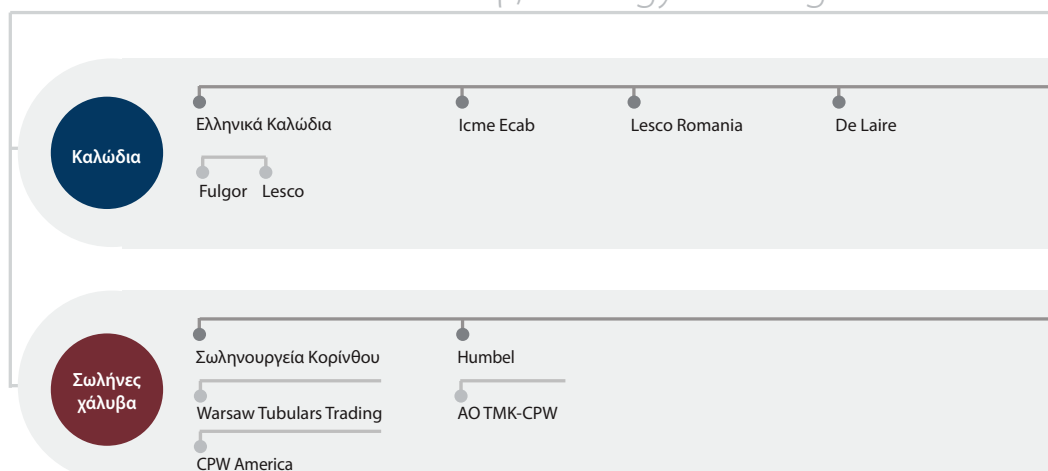 Καλώδια
Ελληνικά Καλώδια
Icme Ecab
Lesco Romania
De Laire
Fulgor
Lesco
Σωλήνες
χάλυβα
Σωληνουργεία Κορίνθου
Humbel
Warsaw Tubulars Trading
AO TMK-CPW
CPW America